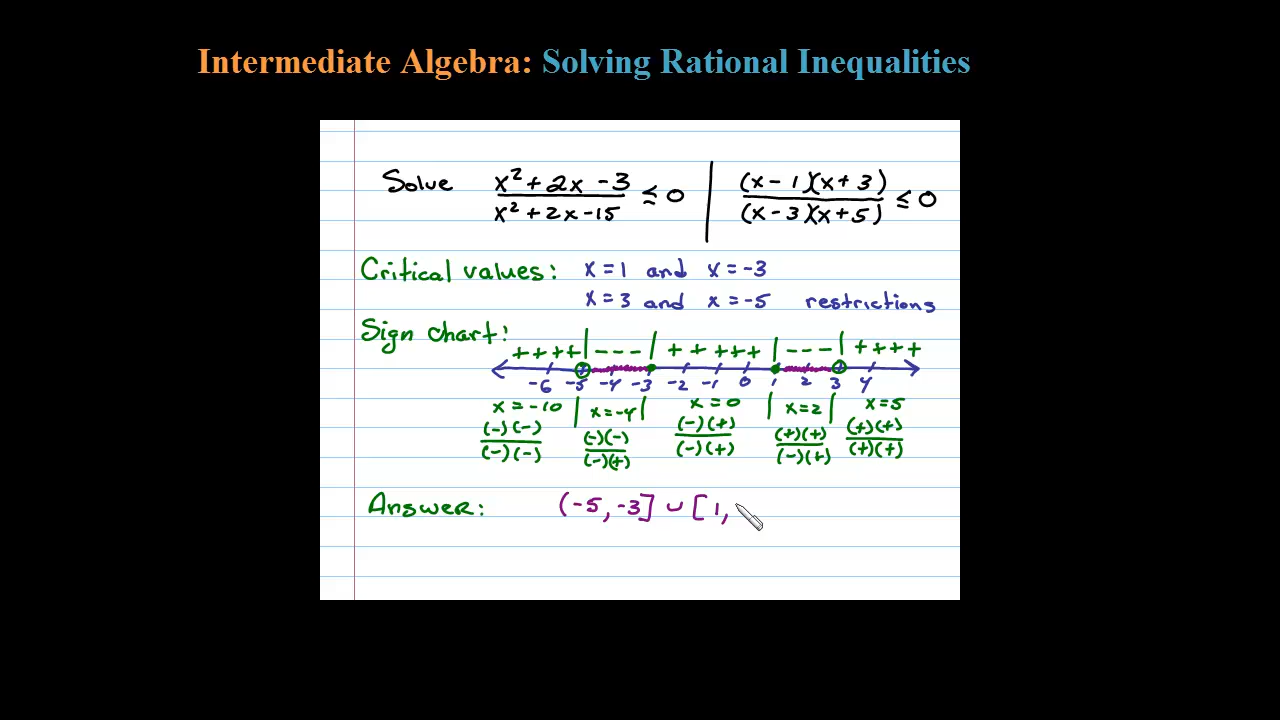 Intermediate Algebra: Solving Rational Inequalities
Solve x²+2x-3 / x²+2x-15 ≤ 0 | (x-1)(x+3) / (x-3)(x+5) ≤ 0
Critical values: x=1 and x=-3
x=3 and x=-5 restrictions
Sign chart:
++++ | --- | + ++++ | --- | ++++
-6 -5 -4 -3 -2 -1 0 1 2 3 4
x=-10 | x=-4 | x=0 | x=2 | x=5
(-)(-) / (-)(-) (-)(-) / (-)(+) (-)(+) / (-)(+) (+)(+) / (-)(+) (+)(+) / (+)(+)
Answer: (-5,-3] ∪ [1,